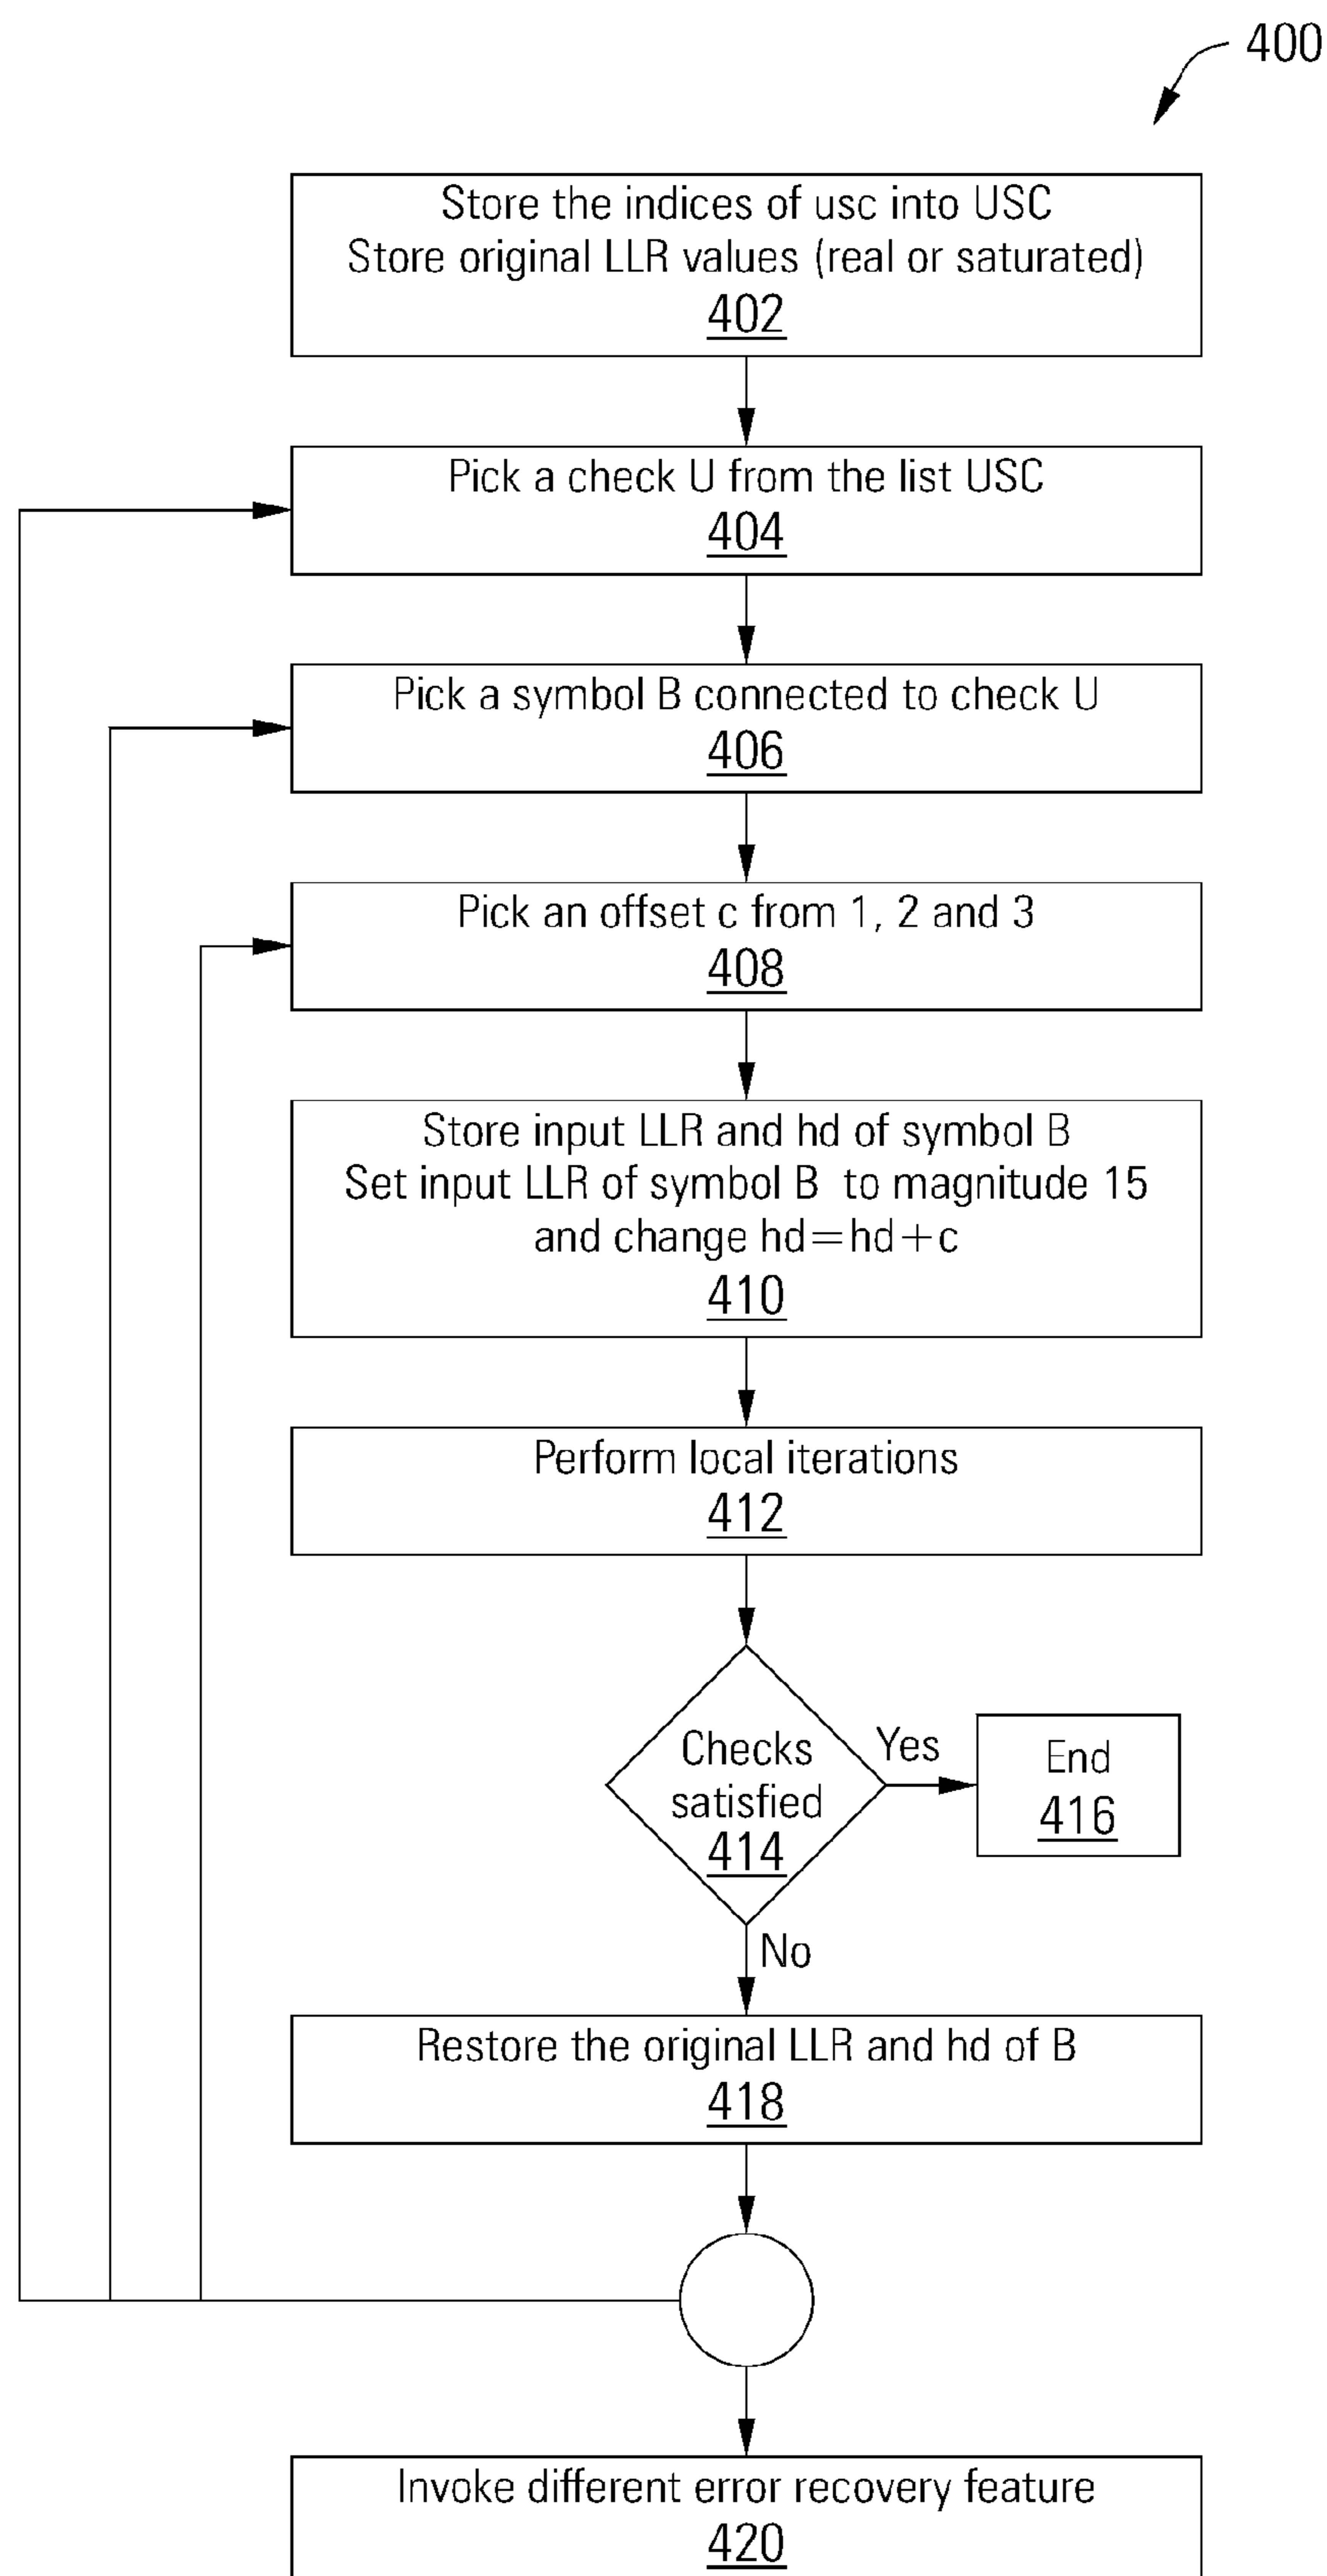 400
Store the indices of usc into USC
Store original LLR values (real or saturated)
402
Pick a check U from the list USC
404
Pick a symbol B connected to check U
406
Pick an offset c from 1, 2 and 3
408
Store input LLR and hd of symbol B
Set input LLR of symbol B to magnitude 15
and change hd=hd+c
410
Perform local iterations
412
Checks
satisfied
414
Yes
End
416
No
Restore the original LLR and hd of B
418
Invoke different error recovery feature
420